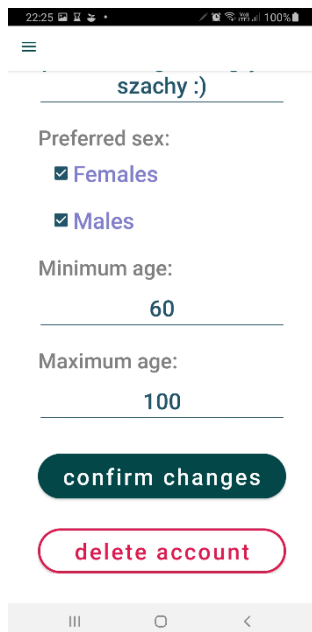 22:25 100%
szachy :)
Preferred sex:
Females
Males
Minimum age:
60
Maximum age:
100
confirm changes
delete account